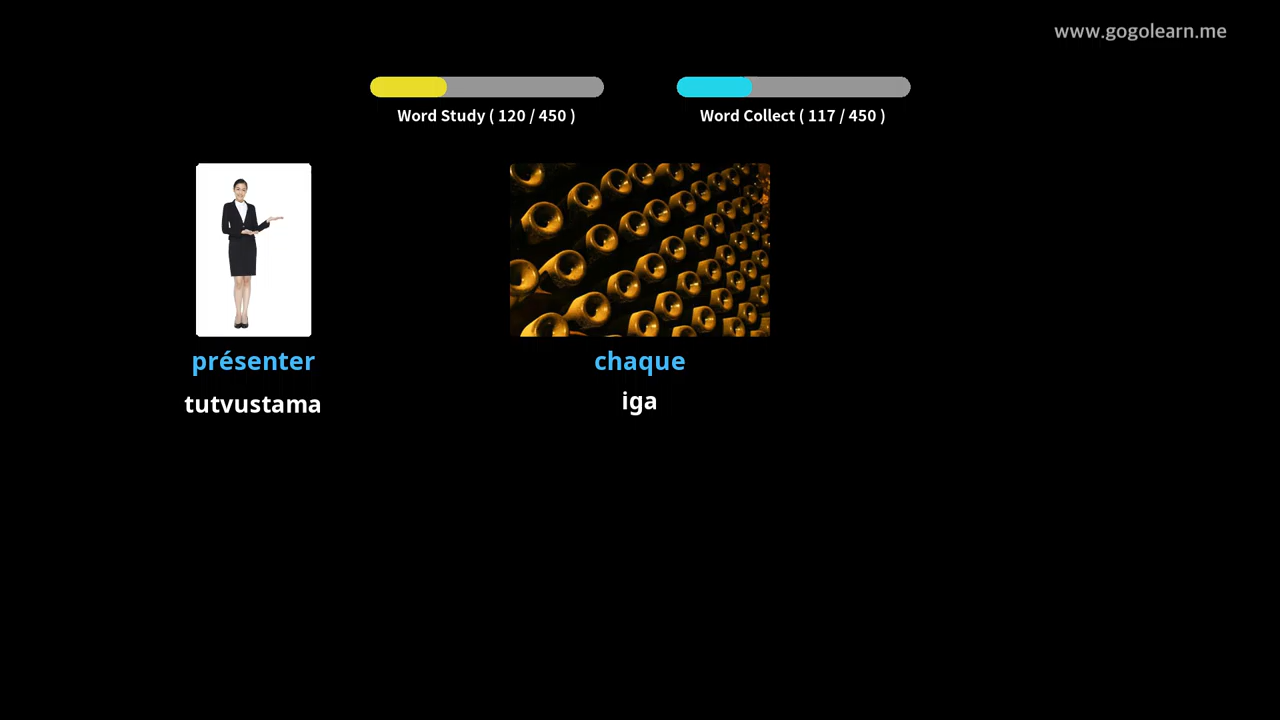 www.gogolearn.me
Word Study ( 120 / 450 )
Word Collect ( 117 / 450 )
présenter
chaque
tutvustama
iga